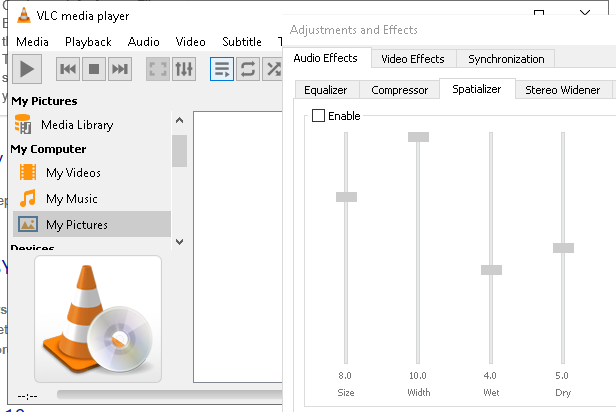 VLC media player
Media Playback Audio Video Subtitle T
My Pictures
Media Library
My Computer
My Videos
My Music
My Pictures
Devices
--:--
Adjustments and Effects
Audio Effects Video Effects Synchronization
Equalizer Compressor Spatializer Stereo Widener
Enable
8.0 10.0 4.0 5.0
Size Width Wet Dry